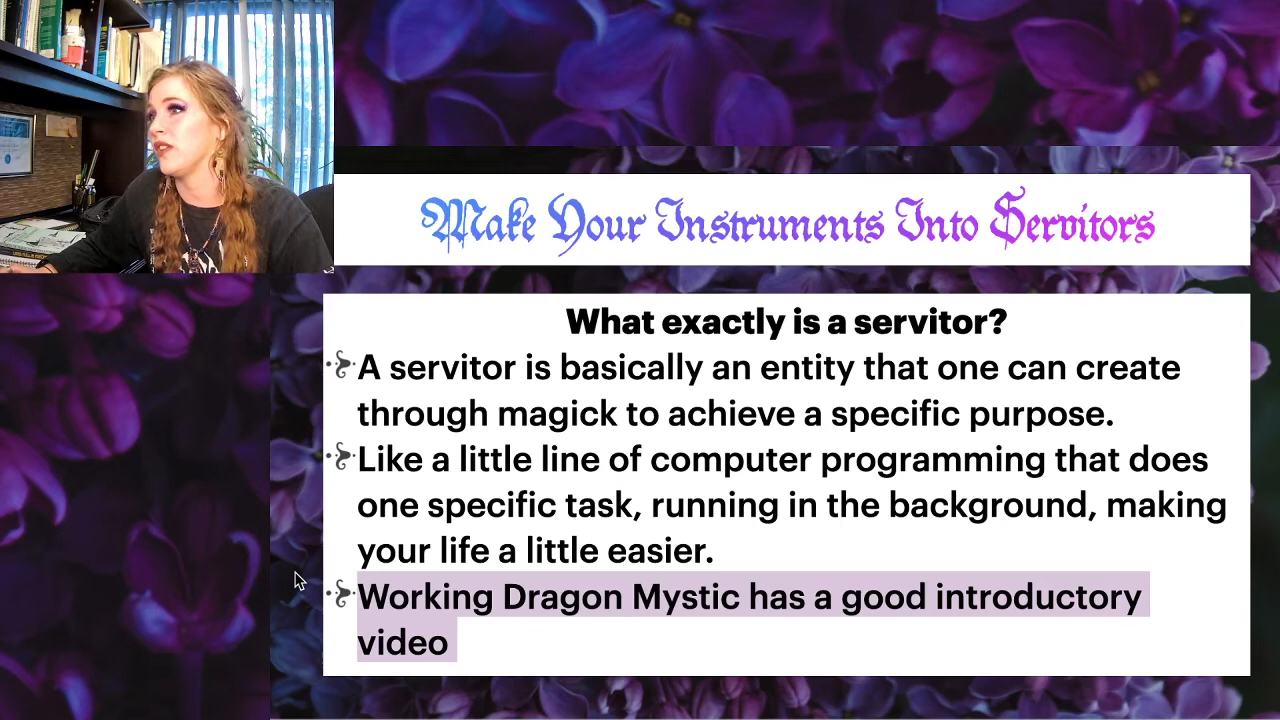 Make Your Instruments Into Servitors
What exactly is a servitor?
A servitor is basically an entity that one can create
through magick to achieve a specific purpose.
Like a little line of computer programming that does
one specific task, running in the background, making
your life a little easier.
Working Dragon Mystic has a good introductory
video